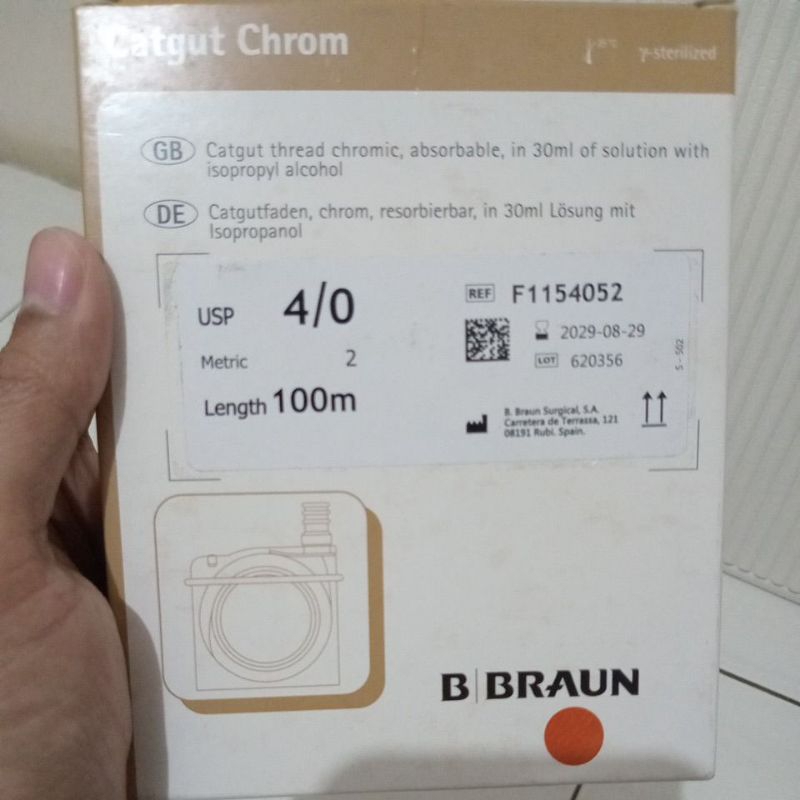 Catgut Chrom
25°C
γ-sterilized
GB Catgut thread chromic, absorbable, in 30ml of solution with
isopropyl alcohol
DE Catgutfaden, chrom, resorbierbar, in 30ml Lösung mit
Isopropanol
USP 4/0
Metric 2
Length 100m
REF F1154052
2029-08-29
LOT 620356
S - 502
B. Braun Surgical, S.A.
Carretera de Terrassa, 121
08191 Rubí. Spain.
B BRAUN